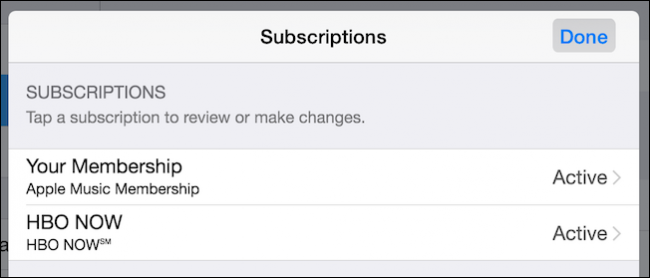 Subscriptions
Done
SUBSCRIPTIONS
Tap a subscription to review or make changes.
Your Membership
Apple Music Membership
Active
HBO NOW
HBO NOW℠
Active